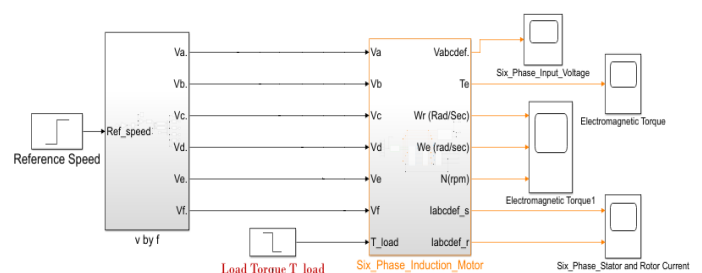 Va.
Vb.
Vc.
Vd.
Ve.
Vf.
Ref_speed
Reference Speed
v by f
Va
Vb
Vc
Vd
Ve
Vf
T_load
Load Torque T_load
Vabcdef.
Te
Wr (Rad/Sec)
We (rad/sec)
N(rpm)
Iabcdef_s
Iabcdef_r
Six_Phase_Induction_Motor
Six_Phase_Input_Voltage
Electromagnetic Torque
Electromagnetic Torque1
Six_Phase_Stator and Rotor Current